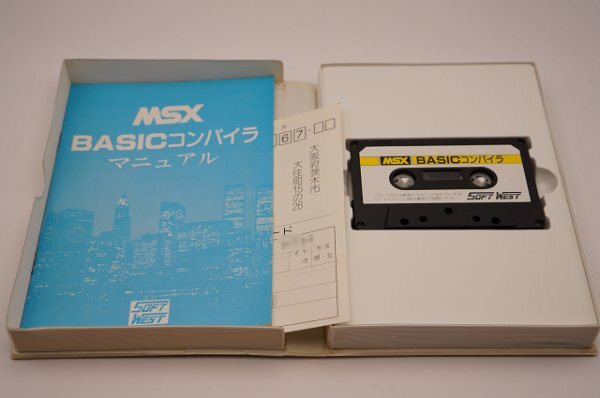 MSX
BASICコンパイラ
マニュアル
SOFT
WEST
67-
大阪府茨木市
大住町15の26
ード
MSX BASICコンパイラ
SOFT WEST